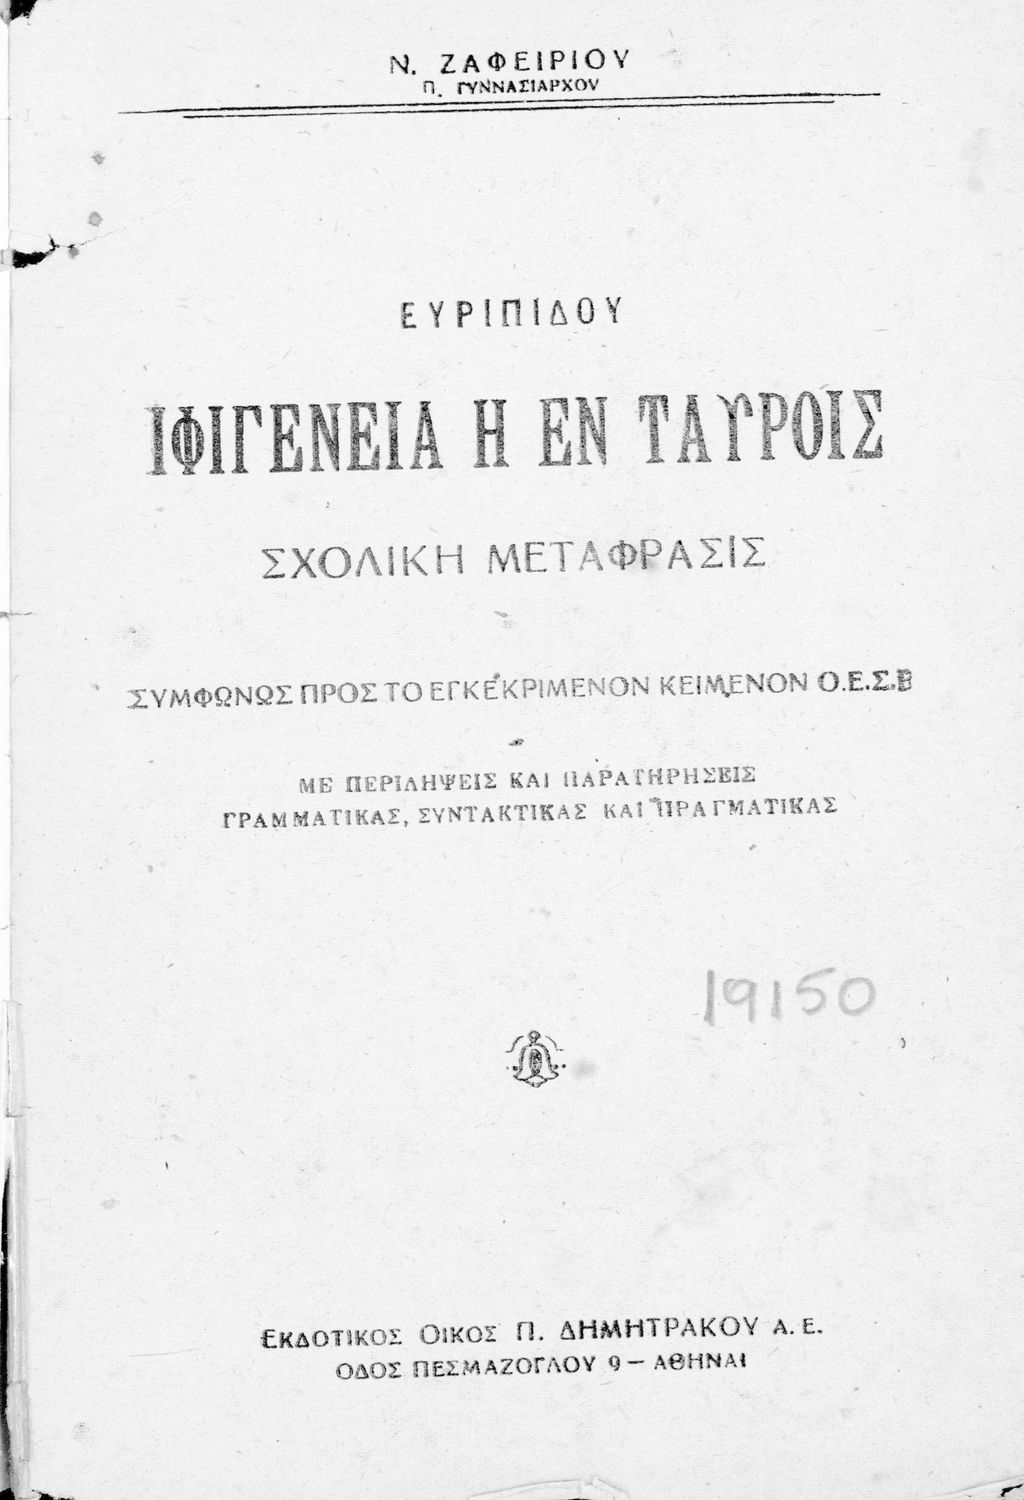 Ν. ΖΑΦΕΙΡΙΟΥ
Π. ΓΥΝΝΑΣΙΑΡΧΟΥ
ΕΥΡΙΠΙΔΟΥ
ΙΦΙΓΕΝΕΙΑ Η ΕΝ ΤΑΥΡΟΙΣ
ΣΧΟΛΙΚΗ ΜΕΤΑΦΡΑΣΙΣ
ΣΥΜΦΩΝΩΣ ΠΡΟΣ ΤΟ ΕΓΚΕΚΡΙΜΕΝΟΝ ΚΕΙΜΕΝΟΝ Ο.Ε.Σ.Β
ΜΕ ΠΕΡΙΛΗΨΕΙΣ ΚΑΙ ΠΑΡΑΤΗΡΗΣΕΙΣ
ΓΡΑΜΜΑΤΙΚΑΣ, ΣΥΝΤΑΚΤΙΚΑΣ ΚΑΙ ΠΡΑΓΜΑΤΙΚΑΣ
19150
ΕΚΔΟΤΙΚΟΣ ΟΙΚΟΣ Π. ΔΗΜΗΤΡΑΚΟΥ Α.Ε.
ΟΔΟΣ ΠΕΣΜΑΖΟΓΛΟΥ 9 — ΑΘΗΝΑΙ